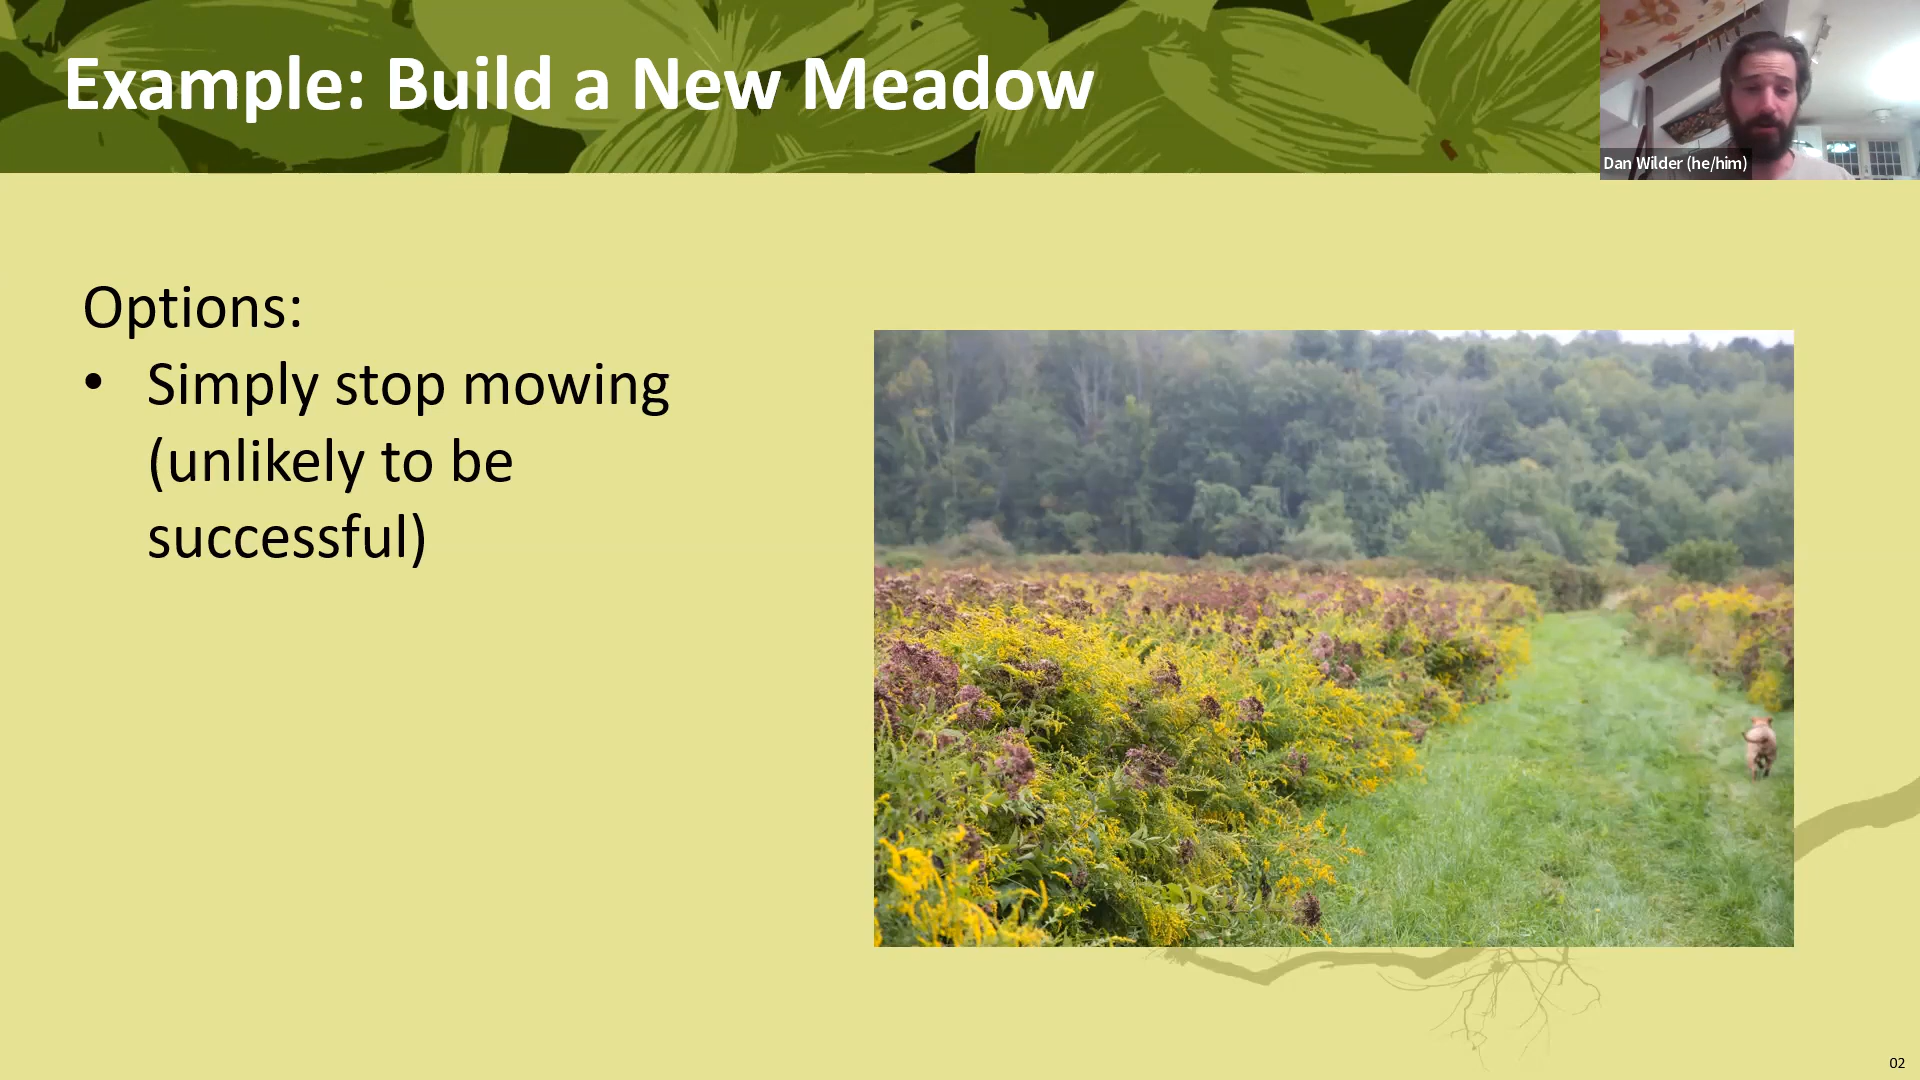 Example: Build a New Meadow
Dan Wilder (he/him)
Options:
• Simply stop mowing
(unlikely to be
successful)
02